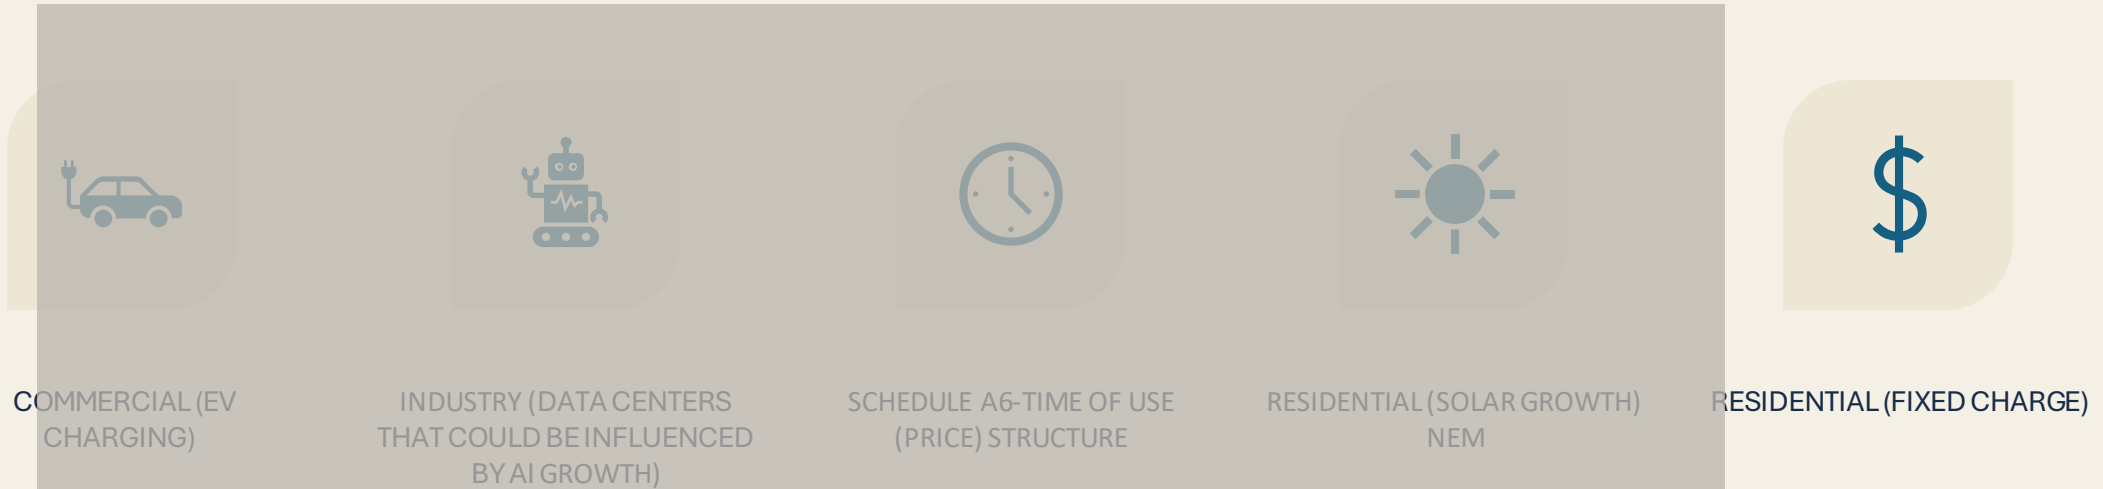 COMMERCIAL (EV
CHARGING)
INDUSTRY (DATA CENTERS
THAT COULD BE INFLUENCED
BY AI GROWTH)
SCHEDULE A6-TIME OF USE
(PRICE) STRUCTURE
RESIDENTIAL (SOLAR GROWTH)
NEM
RESIDENTIAL (FIXED CHARGE)